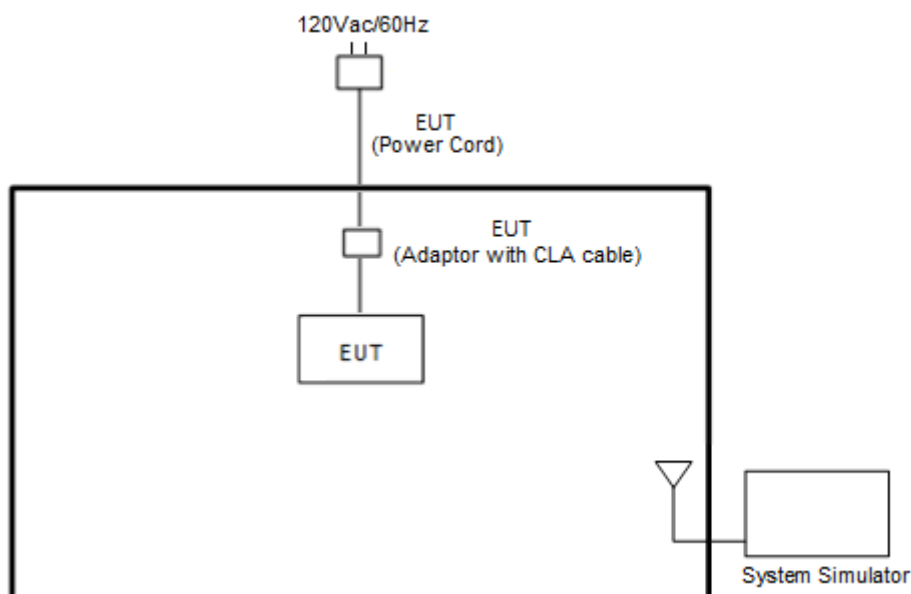 120Vac/60Hz
EUT
(Power Cord)
EUT
(Adaptor with CLA cable)
EUT
System Simulator